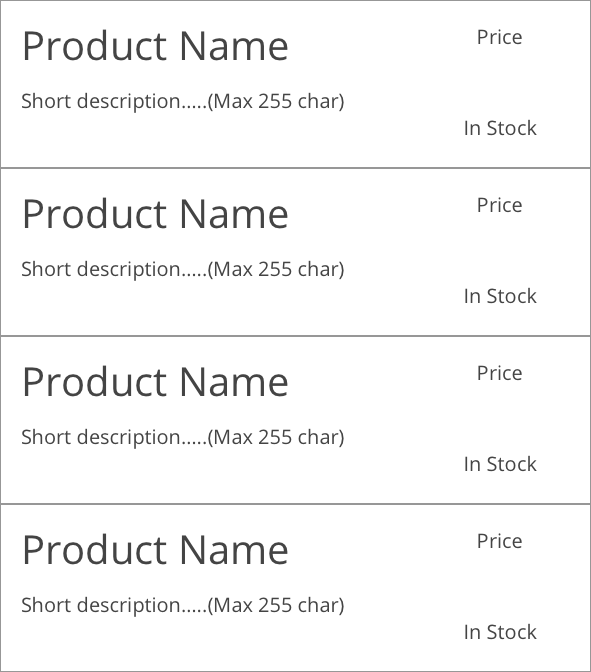 Product Name
Price
Short description.....(Max 255 char)
In Stock
Product Name
Price
Short description.....(Max 255 char)
In Stock
Product Name
Price
Short description.....(Max 255 char)
In Stock
Product Name
Price
Short description.....(Max 255 char)
In Stock